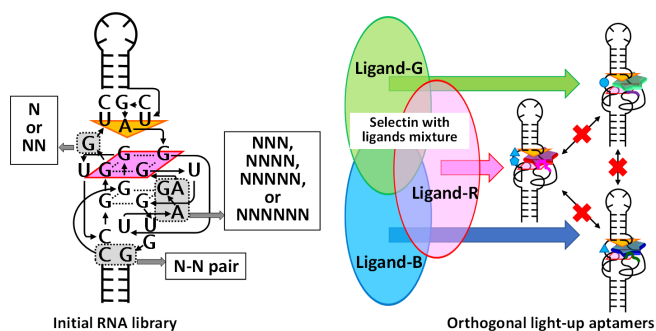 C G C
U A U
G G G
U G G U
G GA
G G A
C U U
G
C G
N
or
NN
NNN,
NNNN,
NNNNN,
or
NNNNNN
N-N pair
Initial RNA library
Ligand-G
Selectin with
ligands mixture
Ligand-R
Ligand-B
Orthogonal light-up aptamers